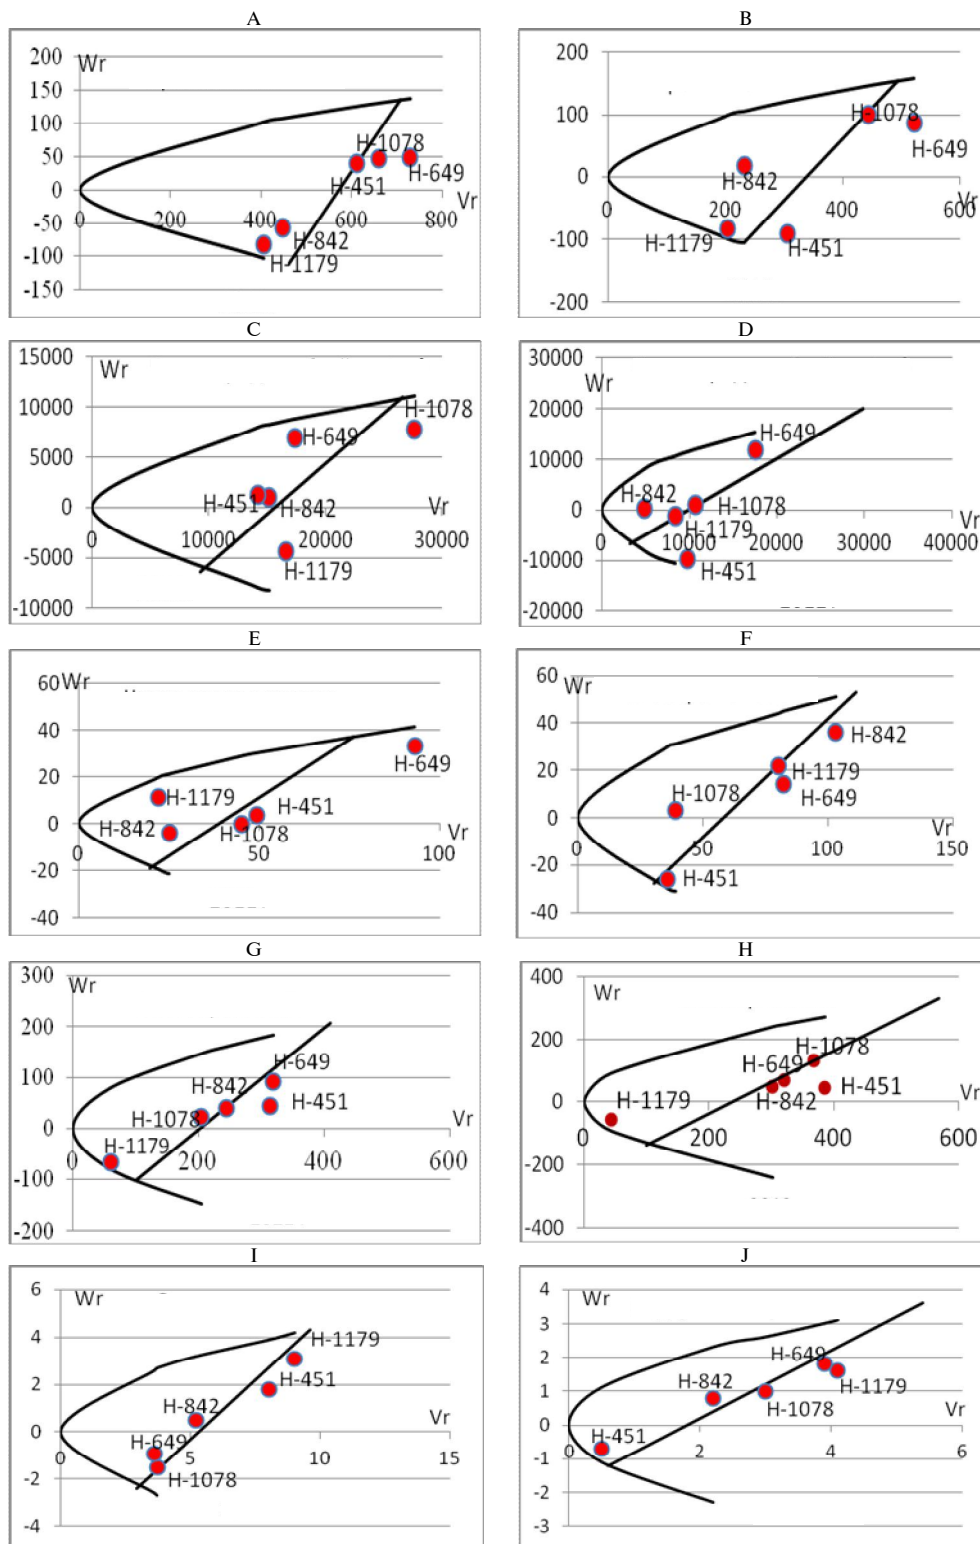 A
200
Wr
150
100
50
0
-50
-100
-150
0
200
400
600
800
Vr
H-1078
H-451
H-649
H-842
H-1179
B
200
100
0
-100
-200
0
200
400
600
Vr
H-1078
H-649
H-842
H-1179
H-451
C
15000
Wr
10000
5000
0
-5000
-10000
0
10000
20000
30000
Vr
H-1078
H-649
H-451
H-842
H-1179
D
30000
Wr
20000
10000
0
-10000
-20000
0
10000
20000
30000
40000
Vr
H-649
H-842
H-1078
H-1179
H-451
E
60
Wr
40
20
0
-20
-40
0
50
100
Vr
H-649
H-1179
H-451
H-842
H-1078
F
60
Wr
40
20
0
-20
-40
0
50
100
150
Vr
H-842
H-1179
H-1078
H-649
H-451
G
300
Wr
200
100
0
-100
-200
0
200
400
600
Vr
H-649
H-842
H-451
H-1078
H-1179
H
400
Wr
200
0
-200
-400
0
200
400
600
Vr
H-1078
H-649
H-451
H-842
H-1179
I
6
Wr
4
2
0
-2
-4
0
5
10
15
Vr
H-1179
H-451
H-842
H-649
H-1078
J
4
Wr
3
2
1
0
-1
-2
-3
0
2
4
6
Vr
H-649
H-842
H-1179
H-1078
H-451